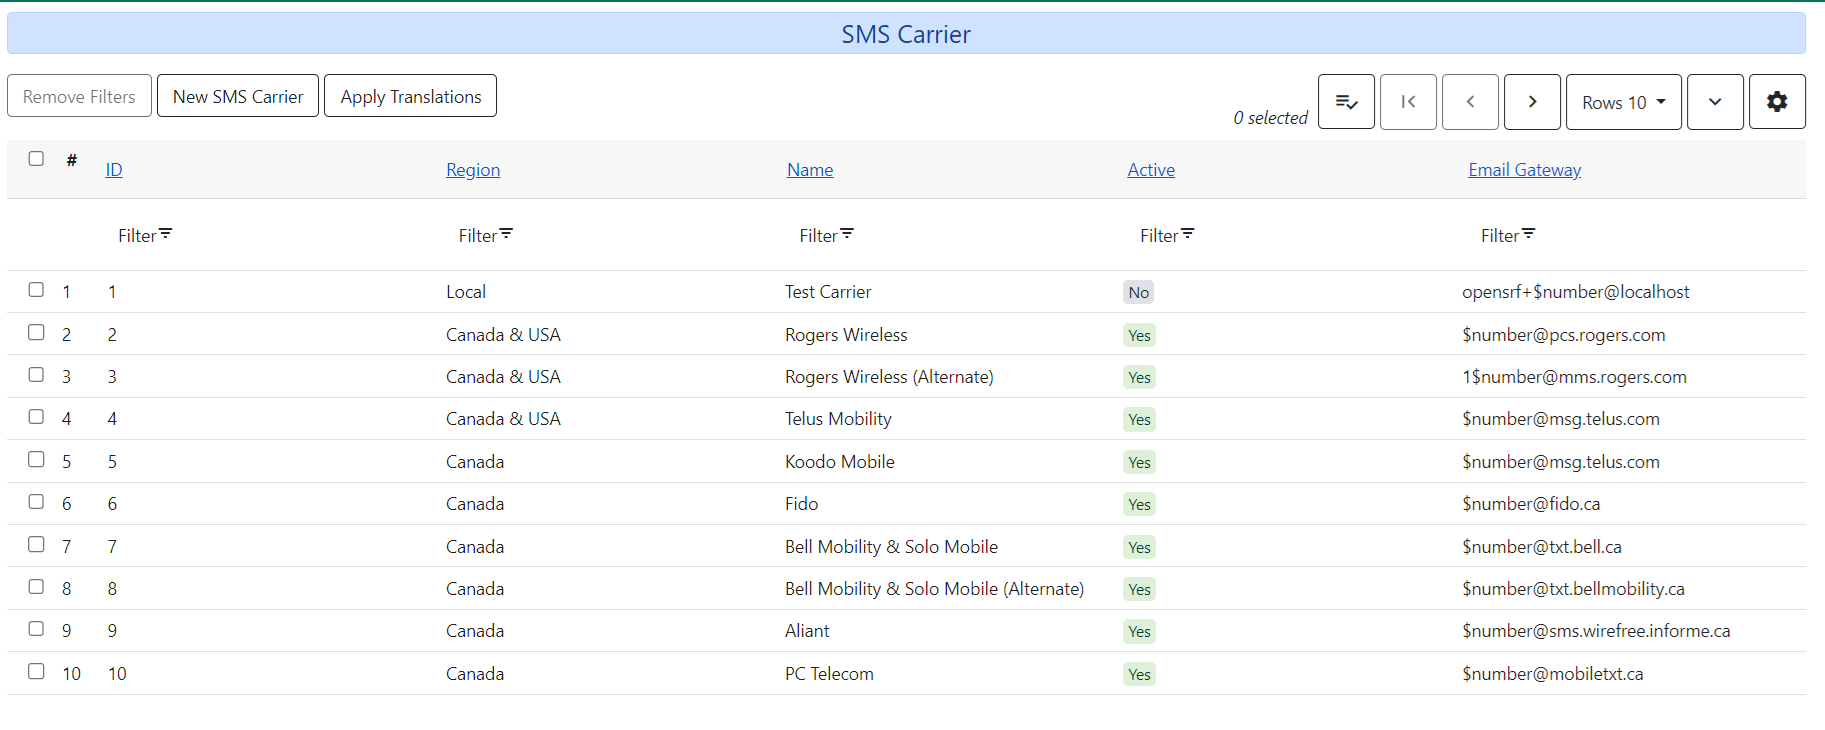 SMS Carrier
Remove Filters New SMS Carrier Apply Translations 0 selected Rows 10
# ID Region Name Active Email Gateway
Filter Filter Filter Filter Filter
1 1 Local Test Carrier No opensrf+$number@localhost
2 2 Canada & USA Rogers Wireless Yes $number@pcs.rogers.com
3 3 Canada & USA Rogers Wireless (Alternate) Yes 1$number@mms.rogers.com
4 4 Canada & USA Telus Mobility Yes $number@msg.telus.com
5 5 Canada Koodo Mobile Yes $number@msg.telus.com
6 6 Canada Fido Yes $number@fido.ca
7 7 Canada Bell Mobility & Solo Mobile Yes $number@txt.bell.ca
8 8 Canada Bell Mobility & Solo Mobile (Alternate) Yes $number@txt.bellmobility.ca
9 9 Canada Aliant Yes $number@sms.wirefree.informe.ca
10 10 Canada PC Telecom Yes $number@mobiletxt.ca